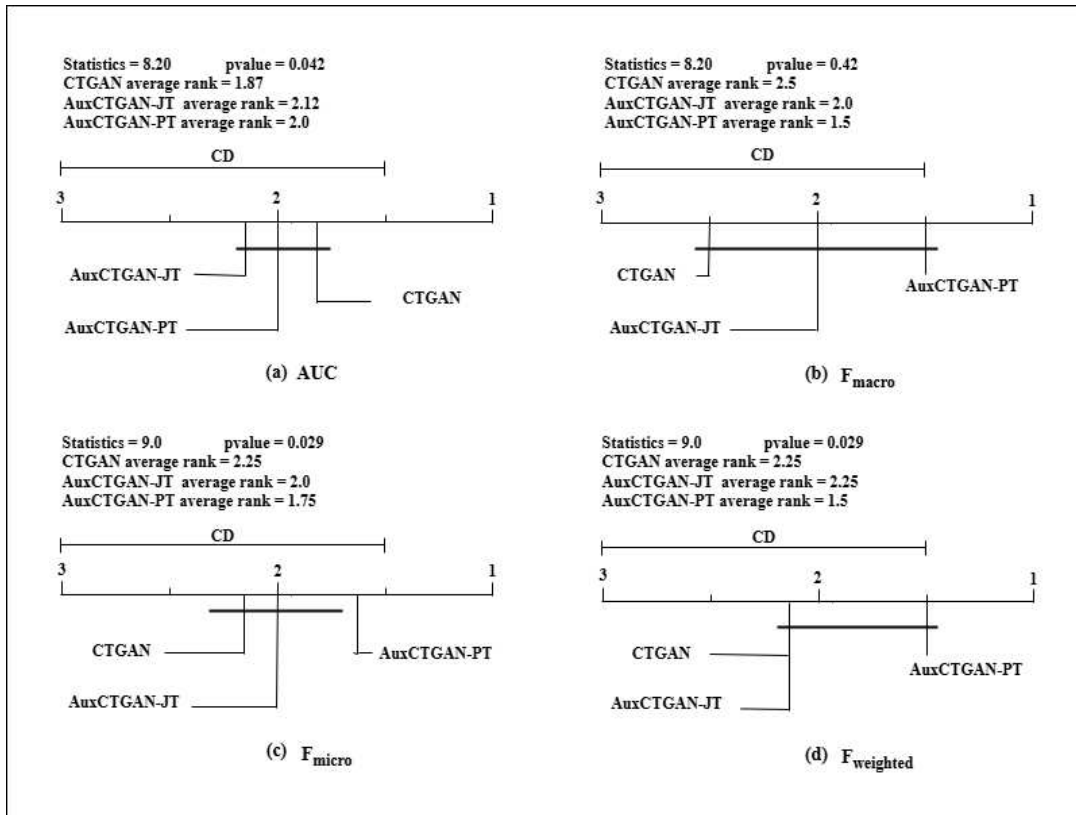 Statistics = 8.20 pvalue = 0.042
CTGAN average rank = 1.87
AuxCTGAN-JT average rank = 2.12
AuxCTGAN-PT average rank = 2.0
CD
3 2 1
AuxCTGAN-JT
CTGAN
AuxCTGAN-PT
(a) AUC
Statistics = 8.20 pvalue = 0.42
CTGAN average rank = 2.5
AuxCTGAN-JT average rank = 2.0
AuxCTGAN-PT average rank = 1.5
CD
3 2 1
CTGAN
AuxCTGAN-PT
AuxCTGAN-JT
(b) Fmacro
Statistics = 9.0 pvalue = 0.029
CTGAN average rank = 2.25
AuxCTGAN-JT average rank = 2.0
AuxCTGAN-PT average rank = 1.75
CD
3 2 1
CTGAN AuxCTGAN-PT
AuxCTGAN-JT
(c) Fmicro
Statistics = 9.0 pvalue = 0.029
CTGAN average rank = 2.25
AuxCTGAN-JT average rank = 2.25
AuxCTGAN-PT average rank = 1.5
CD
3 2 1
CTGAN
AuxCTGAN-PT
AuxCTGAN-JT
(d) Fweighted